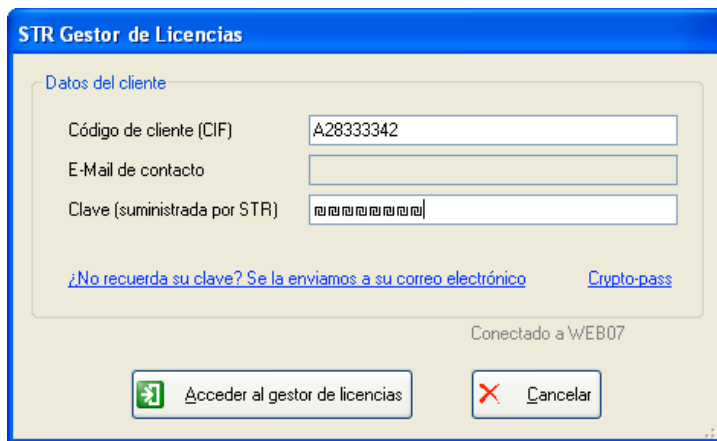 STR Gestor de Licencias
Datos del cliente
Código de cliente (CIF) A28333342
E-Mail de contacto
Clave (suministrada por STR) ₪₪₪₪₪₪₪₪
¿No recuerda su clave? Se la enviamos a su correo electrónico Crypto-pass
Conectado a WEB07
Acceder al gestor de licencias Cancelar